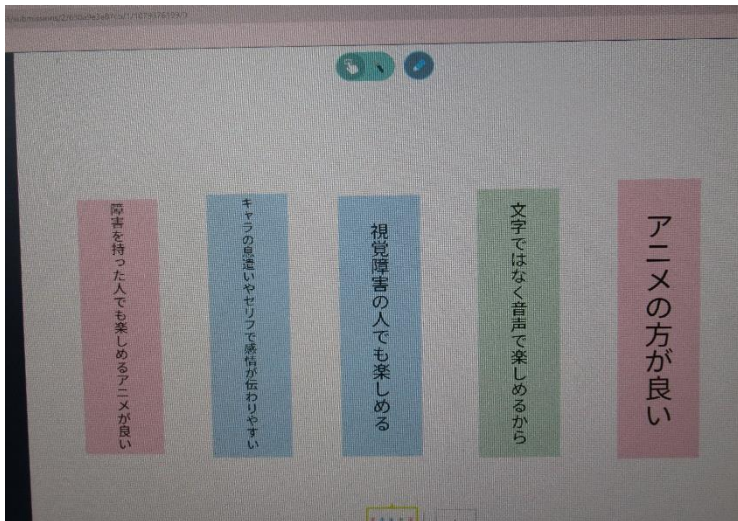 アニメの方が良い
文字ではなく音声で楽しめるから
視覚障害の人でも楽しめる
キャラの息遣いやセリフで感情が伝わりやすい
障害を持った人でも楽しめるアニメが良い